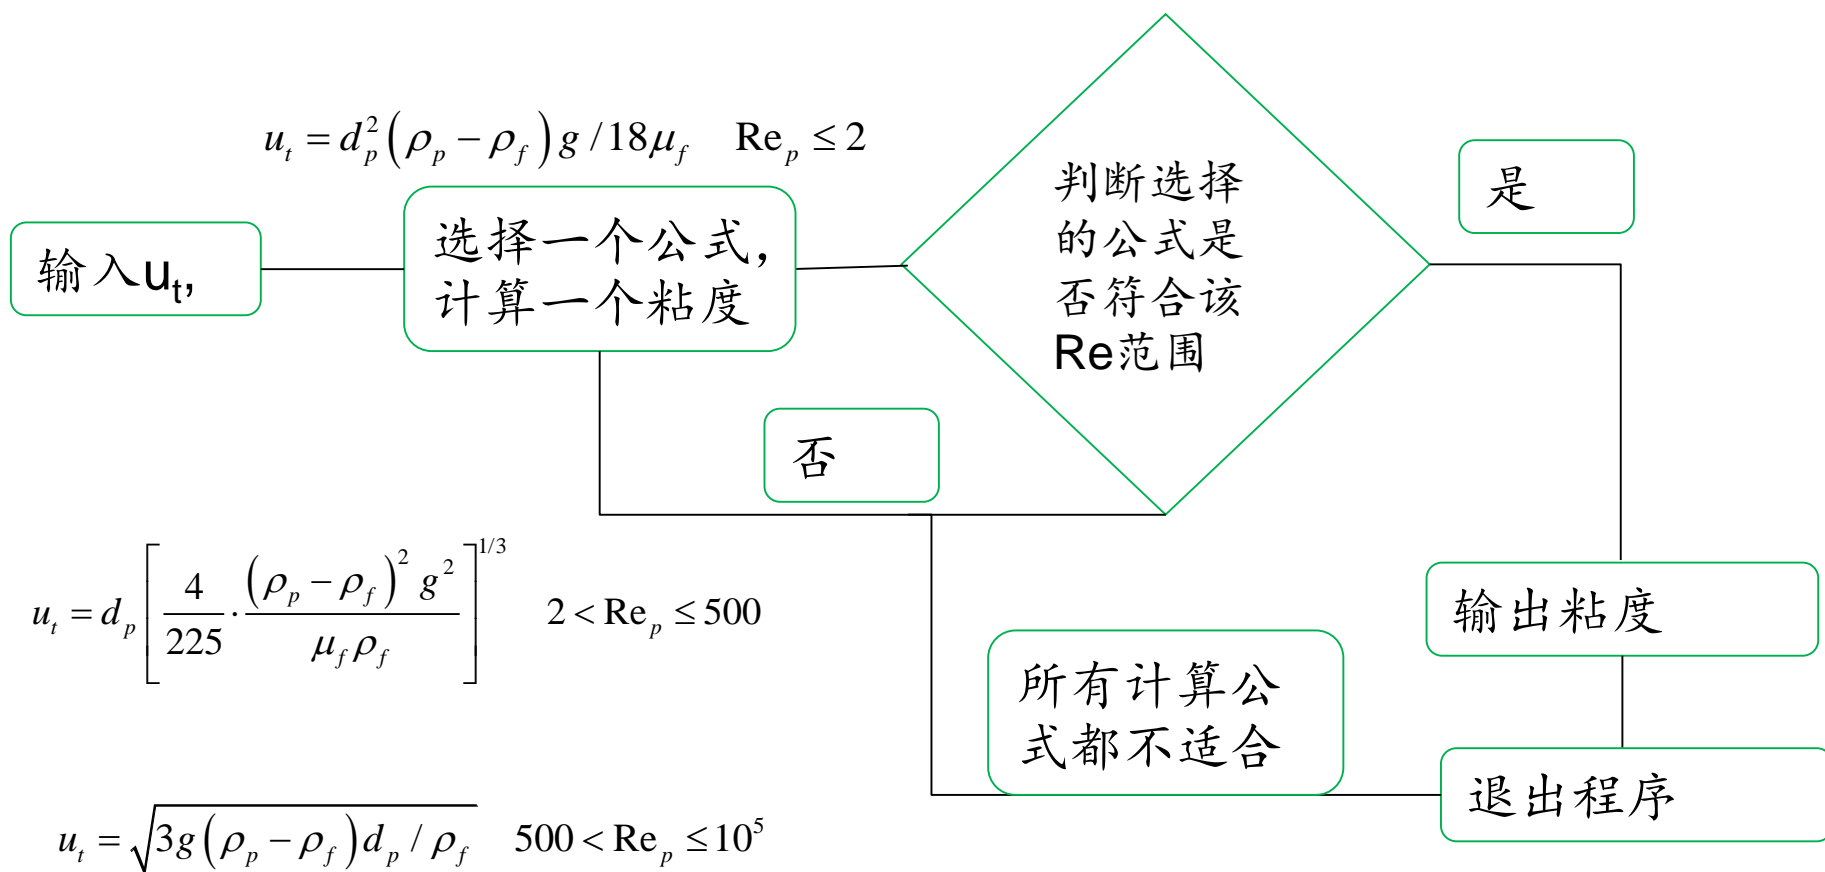 u_t = d_p^2 (ρ_p − ρ_f) g / 18μ_f Re_p ≤ 2
输入u_t,
选择一个公式，
计算一个粘度
判断选择
的公式是
否符合该
Re范围
是
否
u_t = d_p [ 4/225 · (ρ_p − ρ_f)^2 g^2 / μ_f ρ_f ]^{1/3} 2 < Re_p ≤ 500
输出粘度
所有计算公
式都不适合
退出程序
u_t = √(3g (ρ_p − ρ_f) d_p / ρ_f) 500 < Re_p ≤ 10^5